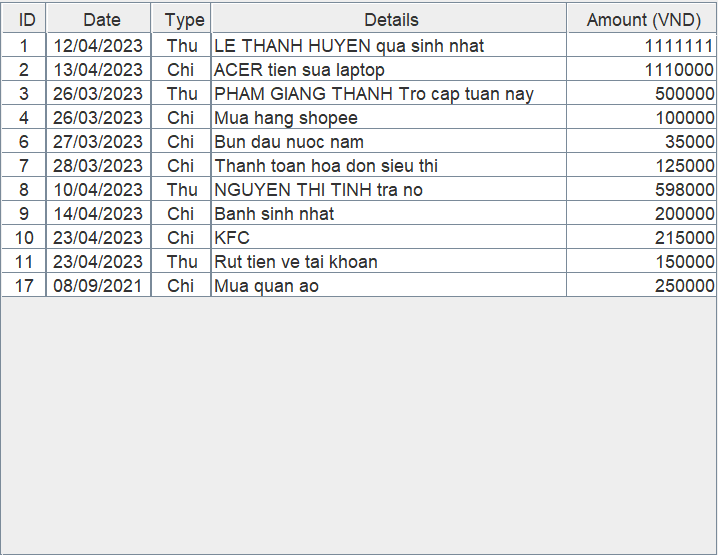 ID Date Type Details Amount (VND)
1 12/04/2023 Thu LE THANH HUYEN qua sinh nhat 1111111
2 13/04/2023 Chi ACER tien sua laptop 1110000
3 26/03/2023 Thu PHAM GIANG THANH Tro cap tuan nay 500000
4 26/03/2023 Chi Mua hang shopee 100000
6 27/03/2023 Chi Bun dau nuoc nam 35000
7 28/03/2023 Chi Thanh toan hoa don sieu thi 125000
8 10/04/2023 Thu NGUYEN THI TINH tra no 598000
9 14/04/2023 Chi Banh sinh nhat 200000
10 23/04/2023 Chi KFC 215000
11 23/04/2023 Thu Rut tien ve tai khoan 150000
17 08/09/2021 Chi Mua quan ao 250000